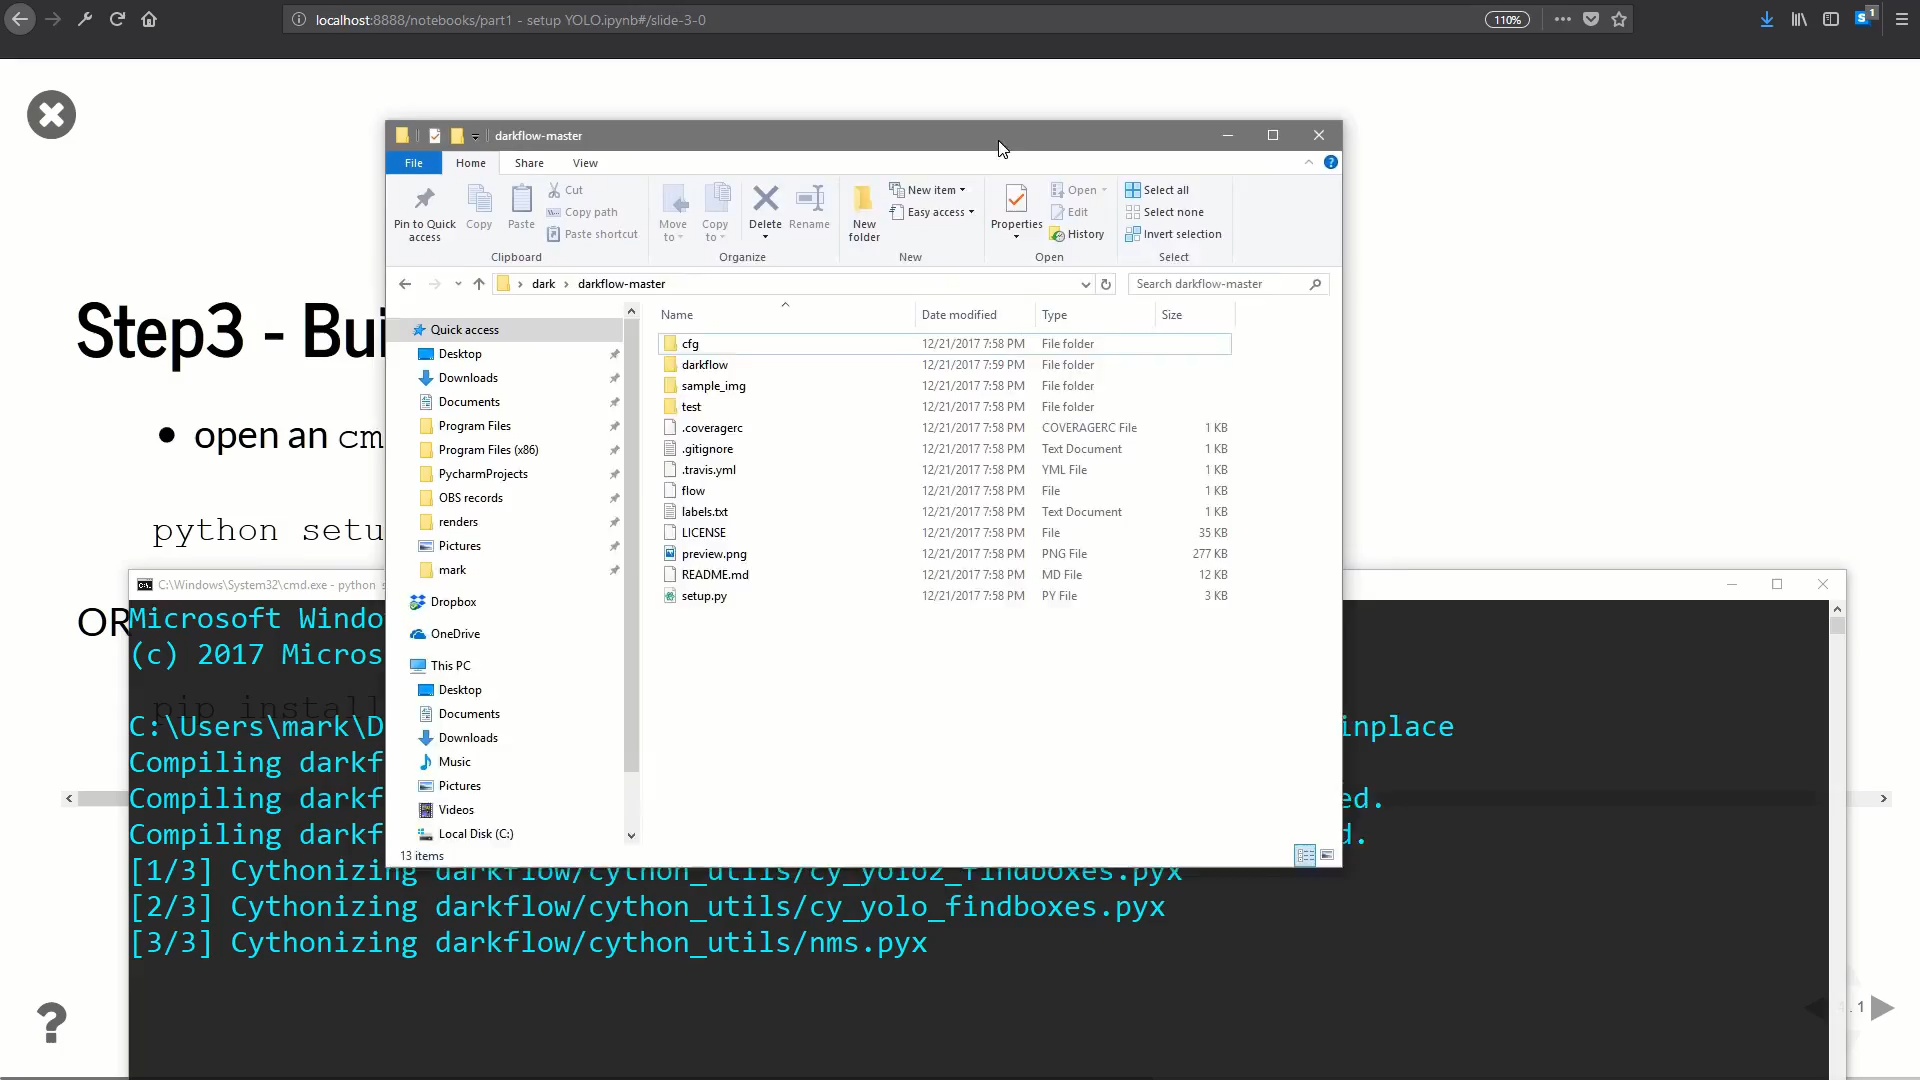 localhost:8888/notebooks/part1 - setup YOLO.ipynb#/slide-3-0
110%
S
1
darkflow-master
File
Home
Share
View
Pin to Quick access
Copy
Paste
Cut
Copy path
Paste shortcut
Clipboard
Move to
Copy to
Delete
Rename
Organize
New folder
New item
Easy access
New
Properties
Open
Edit
History
Open
Select all
Select none
Invert selection
Select
dark
darkflow-master
Search darkflow-master
Quick access
Desktop
Downloads
Documents
Program Files
Program Files (x86)
PycharmProjects
OBS records
renders
Pictures
mark
Dropbox
OneDrive
This PC
Desktop
Documents
Downloads
Music
Pictures
Videos
Local Disk (C:)
Name Date modified Type Size
cfg 12/21/2017 7:58 PM File folder
darkflow 12/21/2017 7:59 PM File folder
sample_img 12/21/2017 7:58 PM File folder
test 12/21/2017 7:58 PM File folder
.coveragerc 12/21/2017 7:58 PM COVERAGERC File 1 KB
.gitignore 12/21/2017 7:58 PM Text Document 1 KB
.travis.yml 12/21/2017 7:58 PM YML File 1 KB
flow 12/21/2017 7:58 PM File 1 KB
labels.txt 12/21/2017 7:58 PM Text Document 1 KB
LICENSE 12/21/2017 7:58 PM File 35 KB
preview.png 12/21/2017 7:58 PM PNG File 277 KB
README.md 12/21/2017 7:58 PM MD File 12 KB
setup.py 12/21/2017 7:58 PM PY File 3 KB
13 items
Step3 - Bui
open an cm
python setu
OR
pip install
C:\Windows\System32\cmd.exe - python s
Microsoft Windo
(c) 2017 Micros
C:\Users\mark\D inplace
Compiling darkf
Compiling darkf ed.
Compiling darkf d.
[1/3] Cythonizing darkflow/cython_utils/cy_yolo2_findboxes.pyx
[2/3] Cythonizing darkflow/cython_utils/cy_yolo_findboxes.pyx
[3/3] Cythonizing darkflow/cython_utils/nms.pyx
. 1